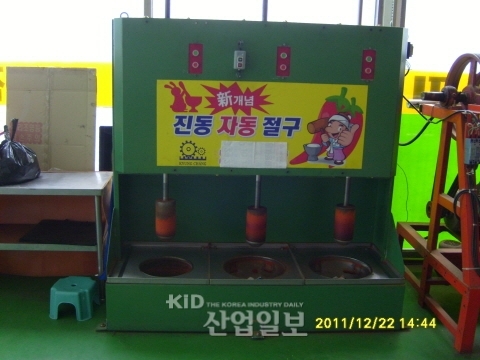 新개념
진동 자동 절구
KID THE KOREA INDUSTRY DAILY
산업일보
2011/12/22 14:44